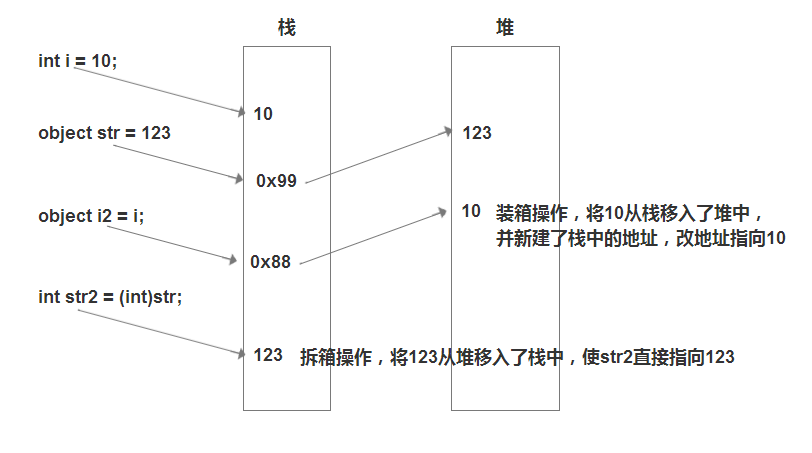 栈 堆
int i = 10;
10
object str = 123
123
0x99
object i2 = i;
10 装箱操作，将10从栈移入了堆中，
并新建了栈中的地址，改地址指向10
0x88
int str2 = (int)str;
123 拆箱操作，将123从堆移入了栈中，使str2直接指向123